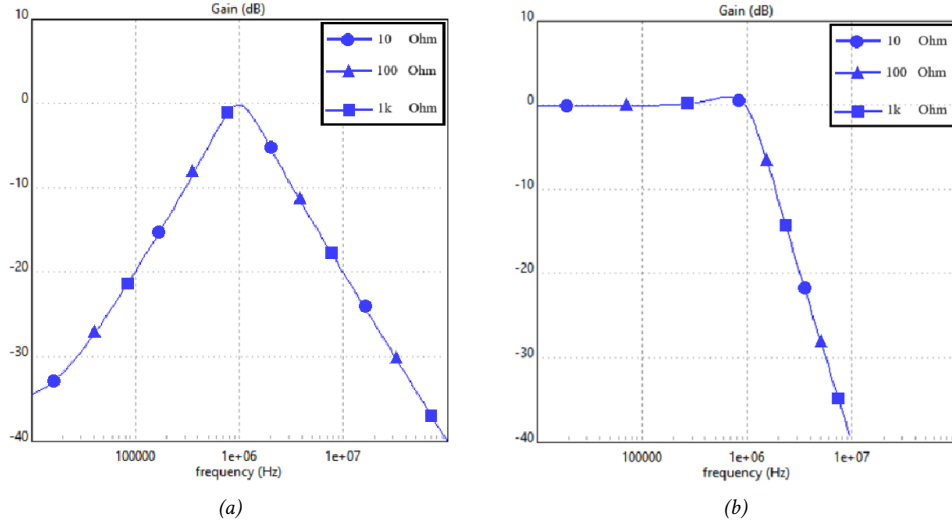 Gain (dB)
10
0
-10
-20
-30
-40
100000
1e+06
1e+07
frequency (Hz)
10 Ohm
100 Ohm
1k Ohm
(a)
Gain (dB)
10
0
-10
-20
-30
-40
100000
1e+06
1e+07
frequency (Hz)
10 Ohm
100 Ohm
1k Ohm
(b)